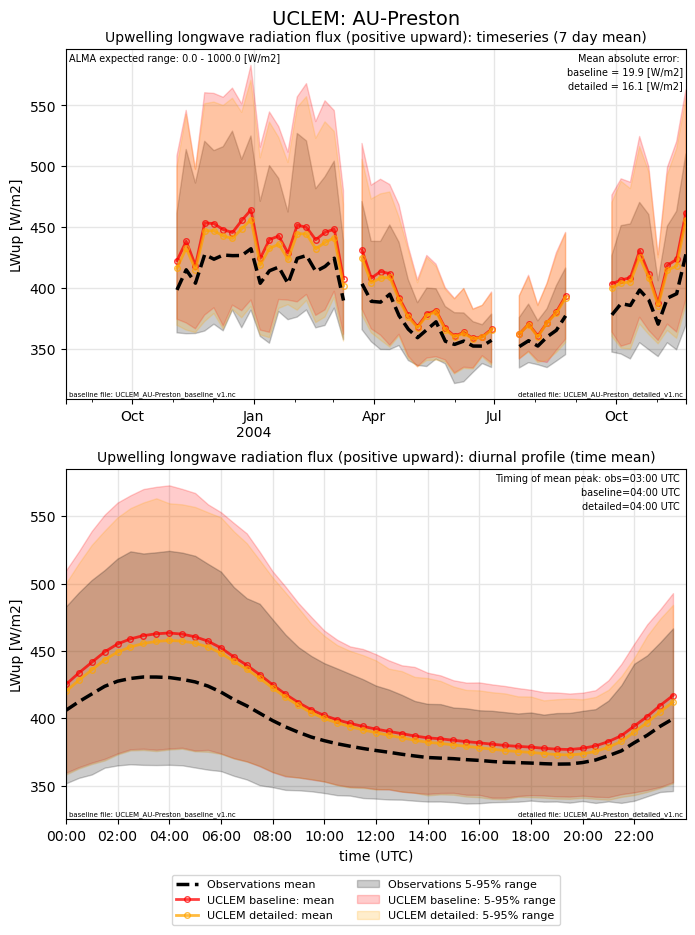 UCLEM: AU-Preston
Upwelling longwave radiation flux (positive upward): timeseries (7 day mean)
ALMA expected range: 0.0 - 1000.0 [W/m2]
Mean absolute error:
baseline = 19.9 [W/m2]
detailed = 16.1 [W/m2]
550
500
450
400
350
LWup [W/m2]
baseline file: UCLEM_AU-Preston_baseline_v1.nc
detailed file: UCLEM_AU-Preston_detailed_v1.nc
Oct
Jan
Apr
Jul
Oct
2004
Upwelling longwave radiation flux (positive upward): diurnal profile (time mean)
Timing of mean peak: obs=03:00 UTC
baseline=04:00 UTC
detailed=04:00 UTC
550
500
450
400
350
LWup [W/m2]
baseline file: UCLEM_AU-Preston_baseline_v1.nc
detailed file: UCLEM_AU-Preston_detailed_v1.nc
00:00 02:00 04:00 06:00 08:00 10:00 12:00 14:00 16:00 18:00 20:00 22:00
time (UTC)
Observations mean
UCLEM baseline: mean
UCLEM detailed: mean
Observations 5-95% range
UCLEM baseline: 5-95% range
UCLEM detailed: 5-95% range